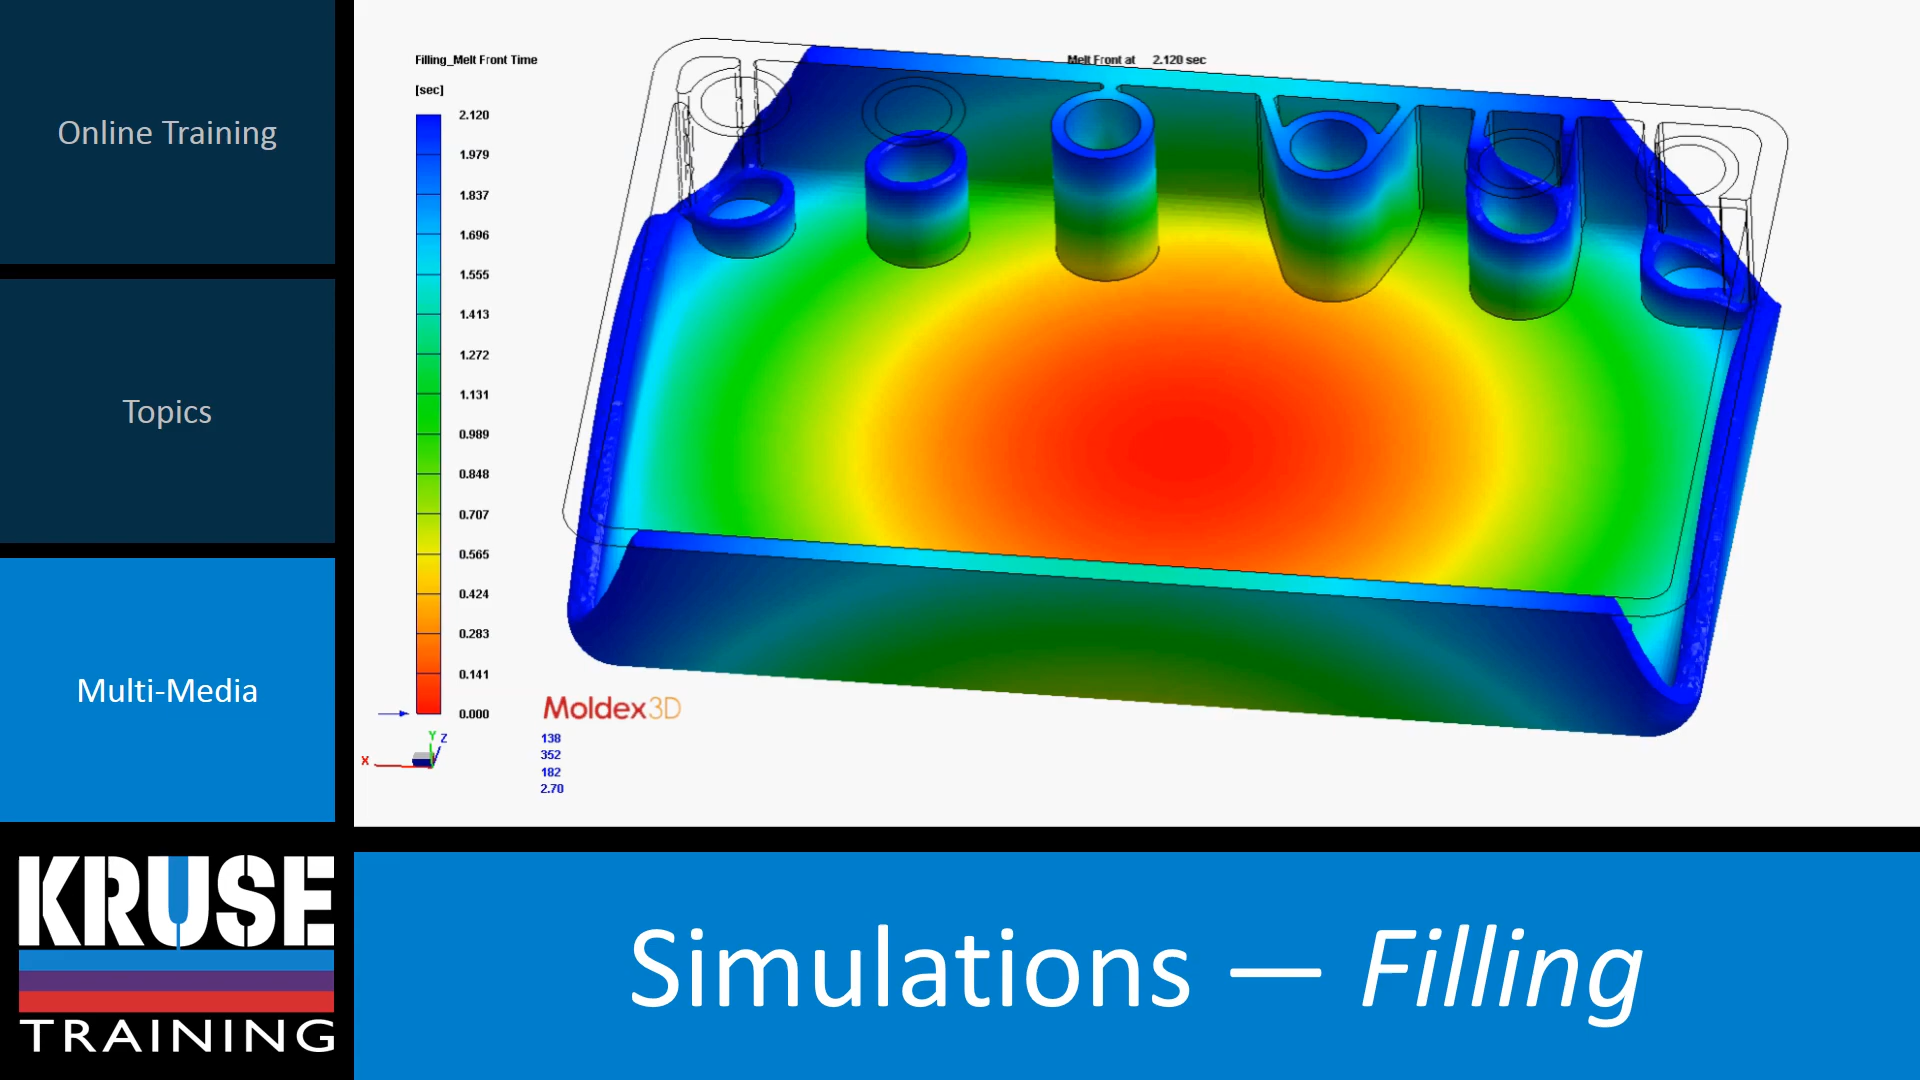 Online Training
Topics
Multi-Media
KRUSE
TRAINING
Filling_Melt Front Time
[sec]
Melt Front at 2.120 sec
2.120
1.979
1.837
1.696
1.555
1.413
1.272
1.131
0.989
0.848
0.707
0.565
0.424
0.283
0.141
0.000
Y
Z
X
Moldex3D
138
352
182
2.70
Simulations — Filling